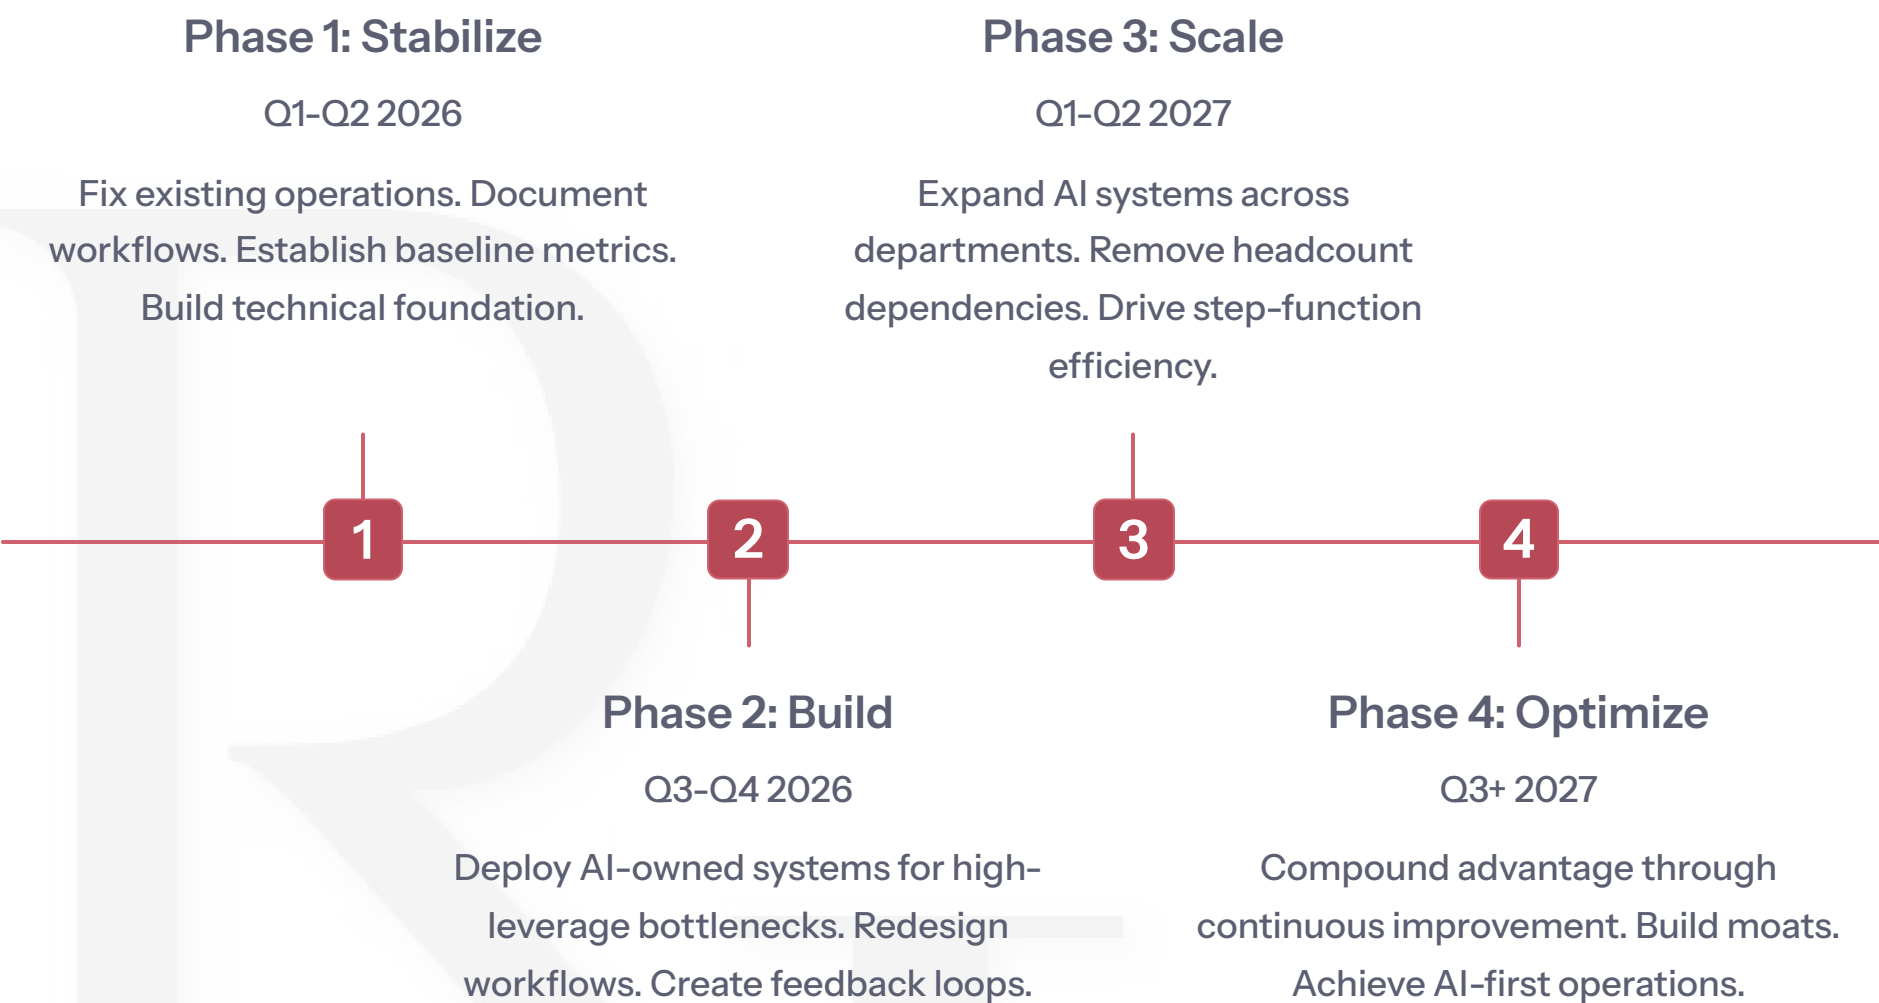 Phase 1: Stabilize
Q1-Q2 2026
Fix existing operations. Document
workflows. Establish baseline metrics.
Build technical foundation.
Phase 3: Scale
Q1-Q2 2027
Expand AI systems across
departments. Remove headcount
dependencies. Drive step-function
efficiency.
1
2
3
4
Phase 2: Build
Q3-Q4 2026
Deploy AI-owned systems for high-
leverage bottlenecks. Redesign
workflows. Create feedback loops.
Phase 4: Optimize
Q3+ 2027
Compound advantage through
continuous improvement. Build moats.
Achieve AI-first operations.